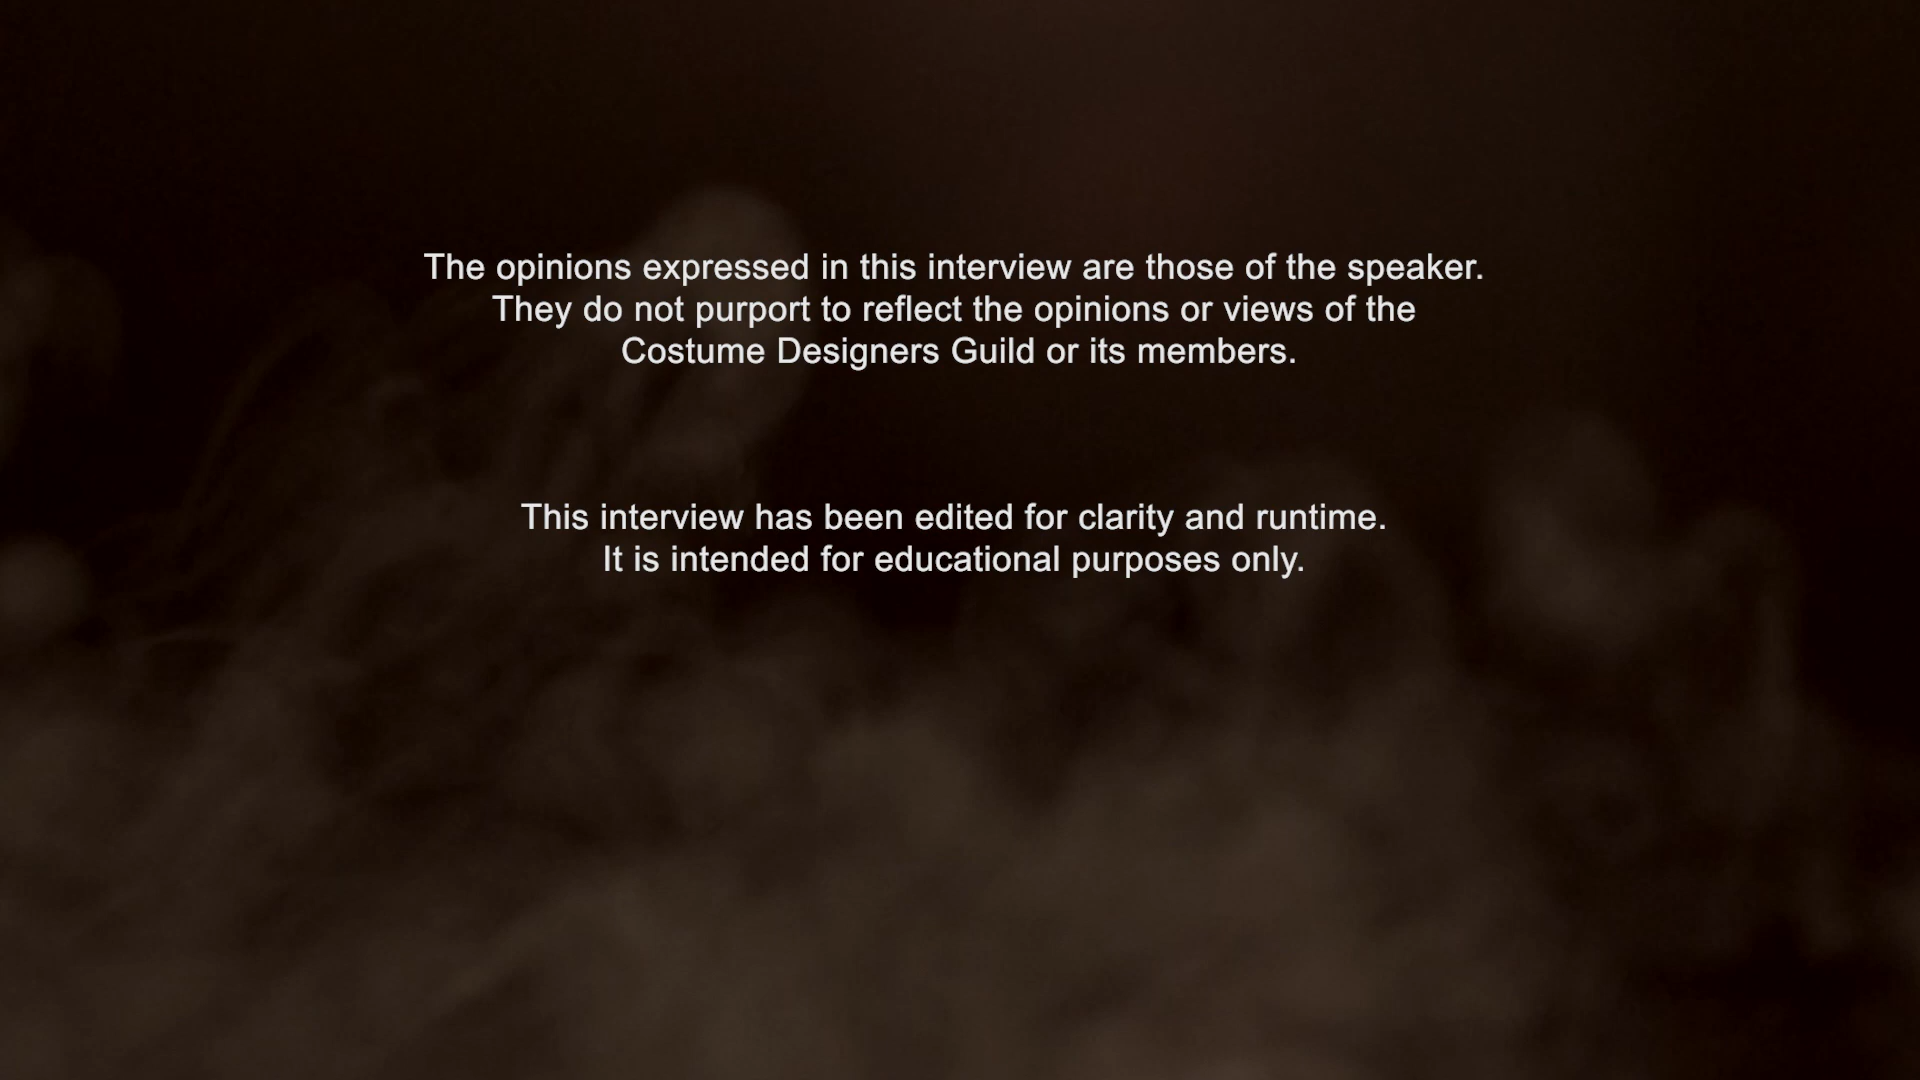 The opinions expressed in this interview are those of the speaker.
They do not purport to reflect the opinions or views of the
Costume Designers Guild or its members.
This interview has been edited for clarity and runtime.
It is intended for educational purposes only.